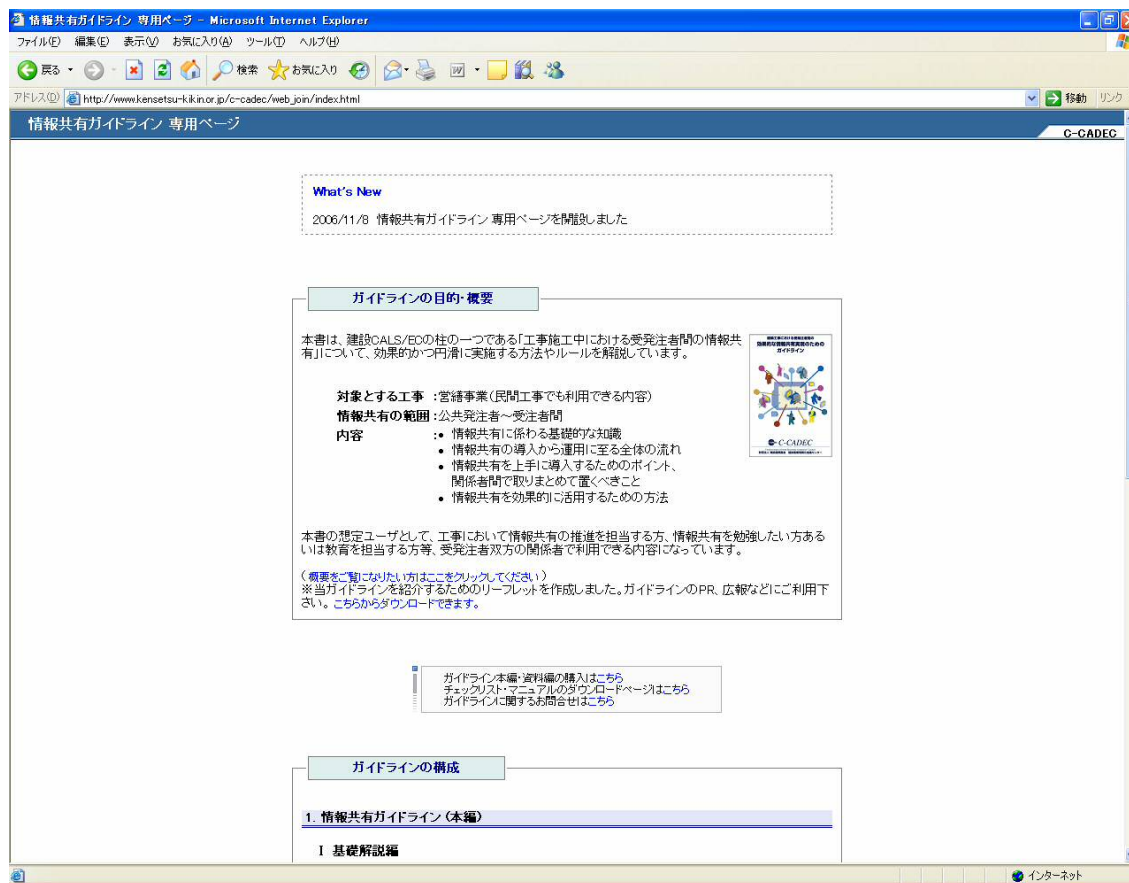 情報共有ガイドライン 専用ページ - Microsoft Internet Explorer
ファイル(F) 編集(E) 表示(V) お気に入り(A) ツール(T) ヘルプ(H)
戻る 検索 お気に入り
アドレス(D) http://www.kensetsu-kikin.or.jp/c-cadec/web_join/index.html 移動 リンク
情報共有ガイドライン 専用ページ
C-CADEC
What's New
2006/11/8 情報共有ガイドライン 専用ページを開設しました
ガイドラインの目的・概要
本書は、建設CALS/ECの柱の一つである「工事施工中における受発注者間の情報共
有」について、効果的かつ円滑に実施する方法やルールを解説しています。
対象とする工事 :営繕事業(民間工事でも利用できる内容)
情報共有の範囲:公共発注者～受注者間
内容 :• 情報共有に係わる基礎的な知識
• 情報共有の導入から運用に至る全体の流れ
• 情報共有を上手に導入するためのポイント、
関係者間で取りまとめて置くべきこと
• 情報共有を効果的に活用するための方法
効果的な情報共有実現のための
ガイドライン
C-CADEC
本書の想定ユーザとして、工事において情報共有の推進を担当する方、情報共有を勉強したい方ある
いは教育を担当する方等、受発注者双方の関係者で利用できる内容になっています。
(概要をご覧になりたい方はここをクリックしてください)
※当ガイドラインを紹介するためのリーフレットを作成しました。ガイドラインのPR、広報などにご利用下
さい。こちらからダウンロードできます。
ガイドライン本編・資料編の購入はこちら
チェックリスト・マニュアルのダウンロードページはこちら
ガイドラインに関するお問合せはこちら
ガイドラインの構成
1. 情報共有ガイドライン (本編)
I 基礎解説編
インターネット